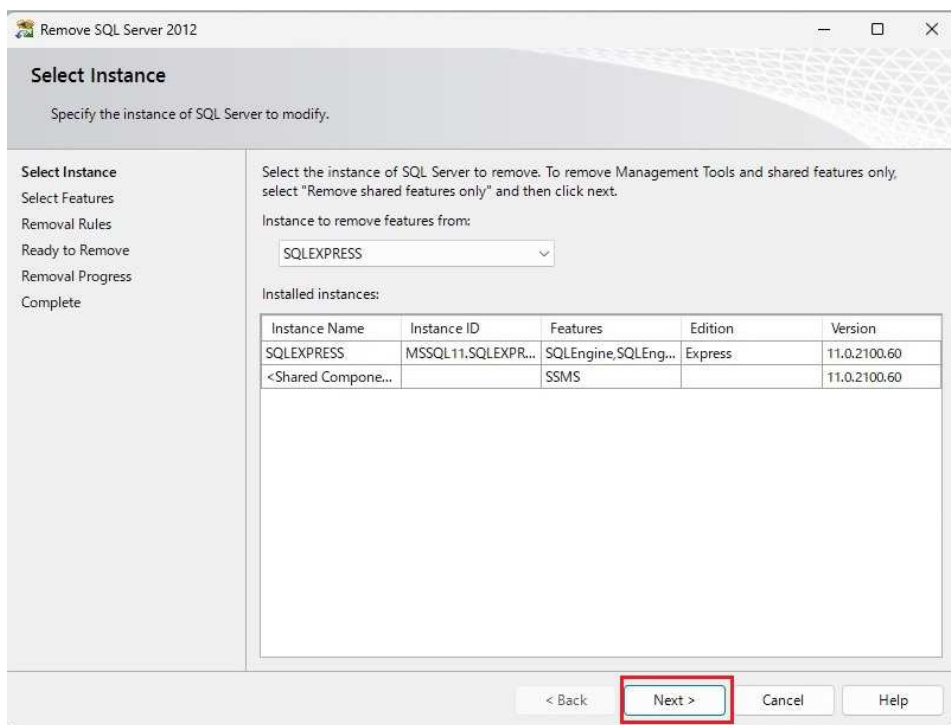 Remove SQL Server 2012
Select Instance
Specify the instance of SQL Server to modify.
Select Instance
Select Features
Removal Rules
Ready to Remove
Removal Progress
Complete
Select the instance of SQL Server to remove. To remove Management Tools and shared features only,
select "Remove shared features only" and then click next.
Instance to remove features from:
SQLEXPRESS
Installed instances:
Instance Name Instance ID Features Edition Version
SQLEXPRESS MSSQL11.SQLEXPR... SQLEngine,SQLEng... Express 11.0.2100.60
<Shared Compone... SSMS 11.0.2100.60
< Back Next > Cancel Help